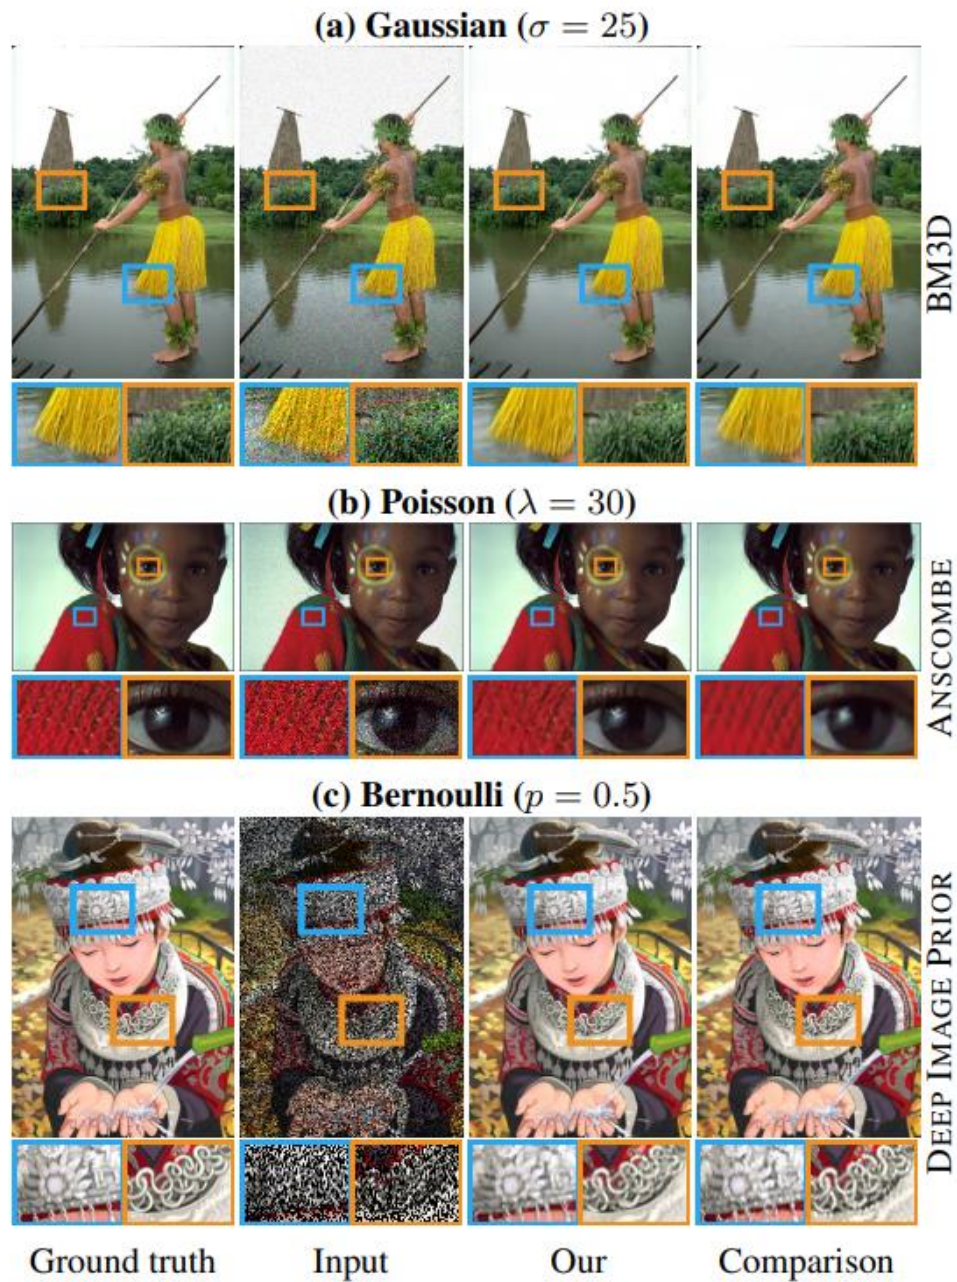 (a) Gaussian (σ = 25)
BM3D
(b) Poisson (λ = 30)
ANSCOMBE
(c) Bernoulli (p = 0.5)
DEEP IMAGE PRIOR
Ground truth
Input
Our
Comparison